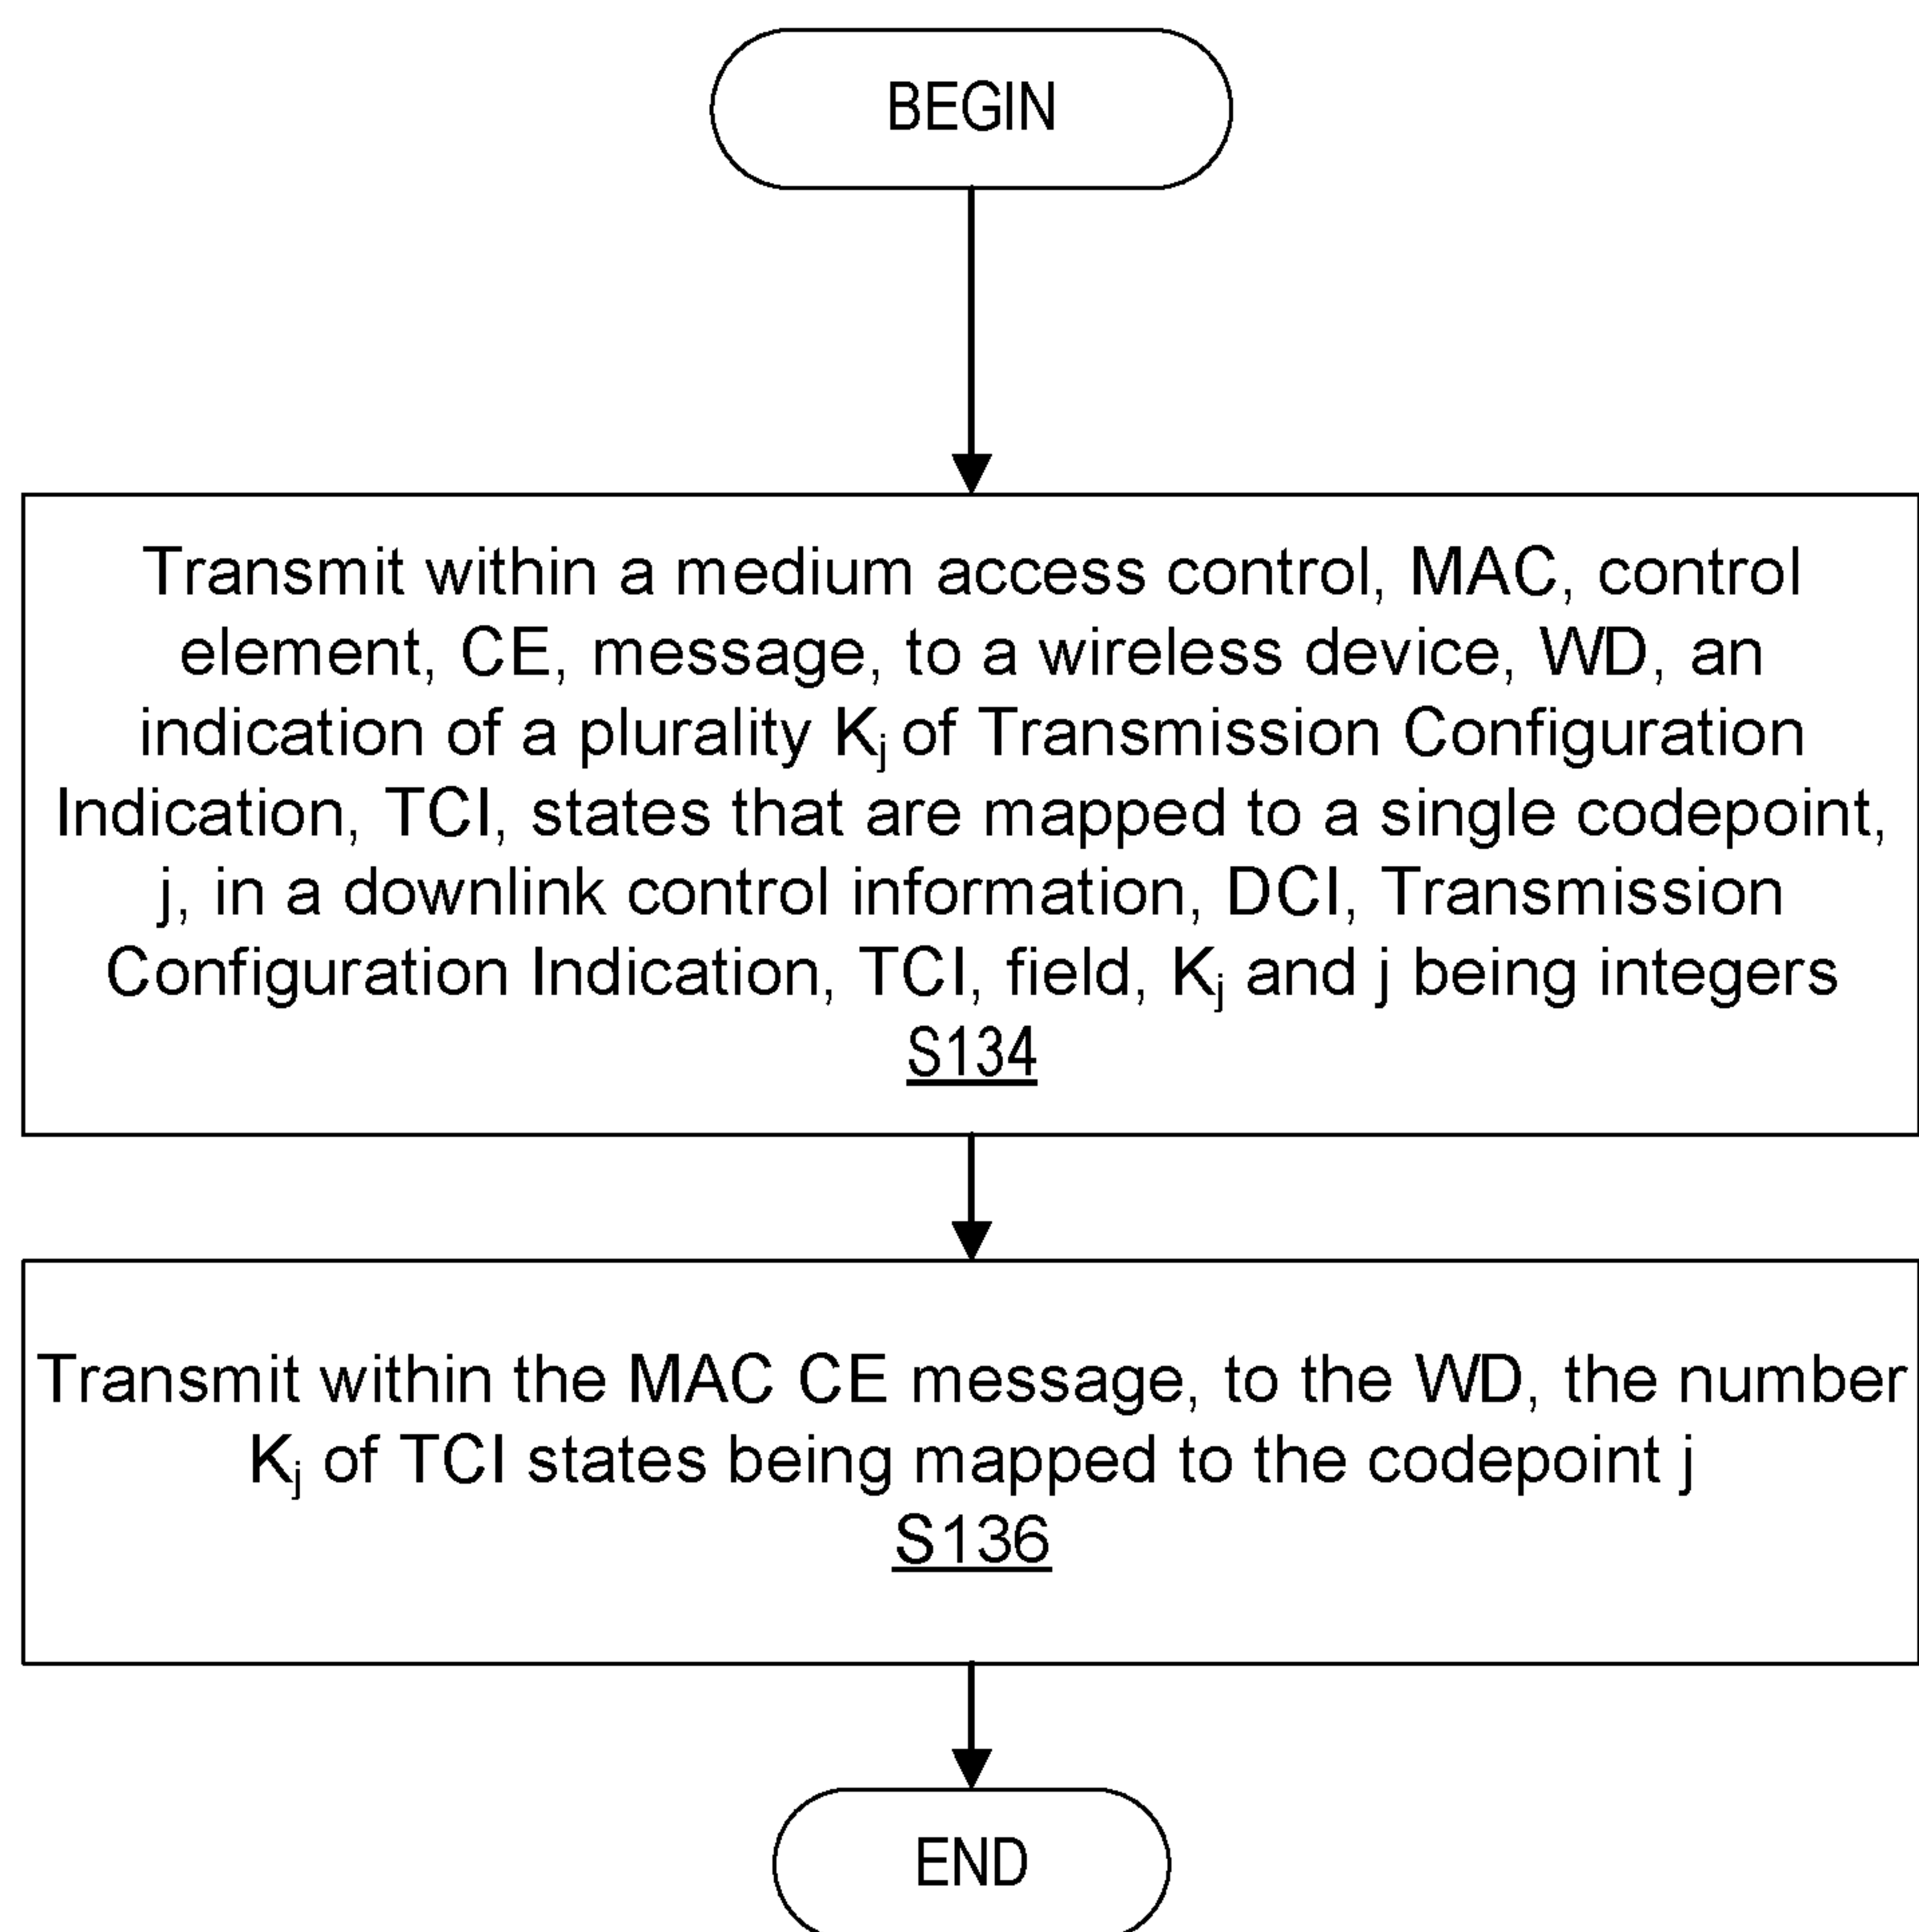 BEGIN
Transmit within a medium access control, MAC, control
element, CE, message, to a wireless device, WD, an
indication of a plurality Kj of Transmission Configuration
Indication, TCI, states that are mapped to a single codepoint,
j, in a downlink control information, DCI, Transmission
Configuration Indication, TCI, field, Kj and j being integers
S134
Transmit within the MAC CE message, to the WD, the number
Kj of TCI states being mapped to the codepoint j
S136
END